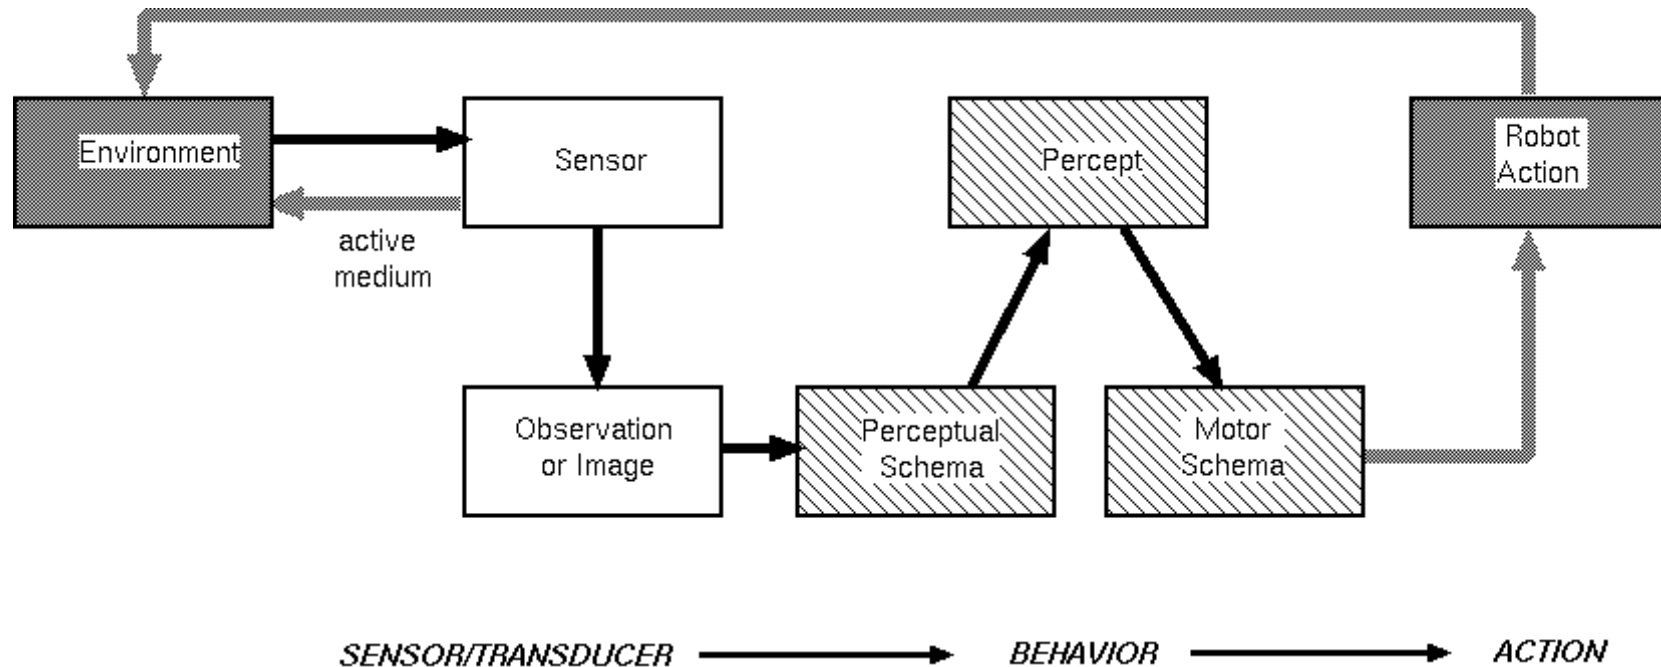 Environment
Sensor
Percept
Robot
Action
active
medium
Observation
or Image
Perceptual
Schema
Motor
Schema
SENSOR/TRANSDUCER
BEHAVIOR
ACTION